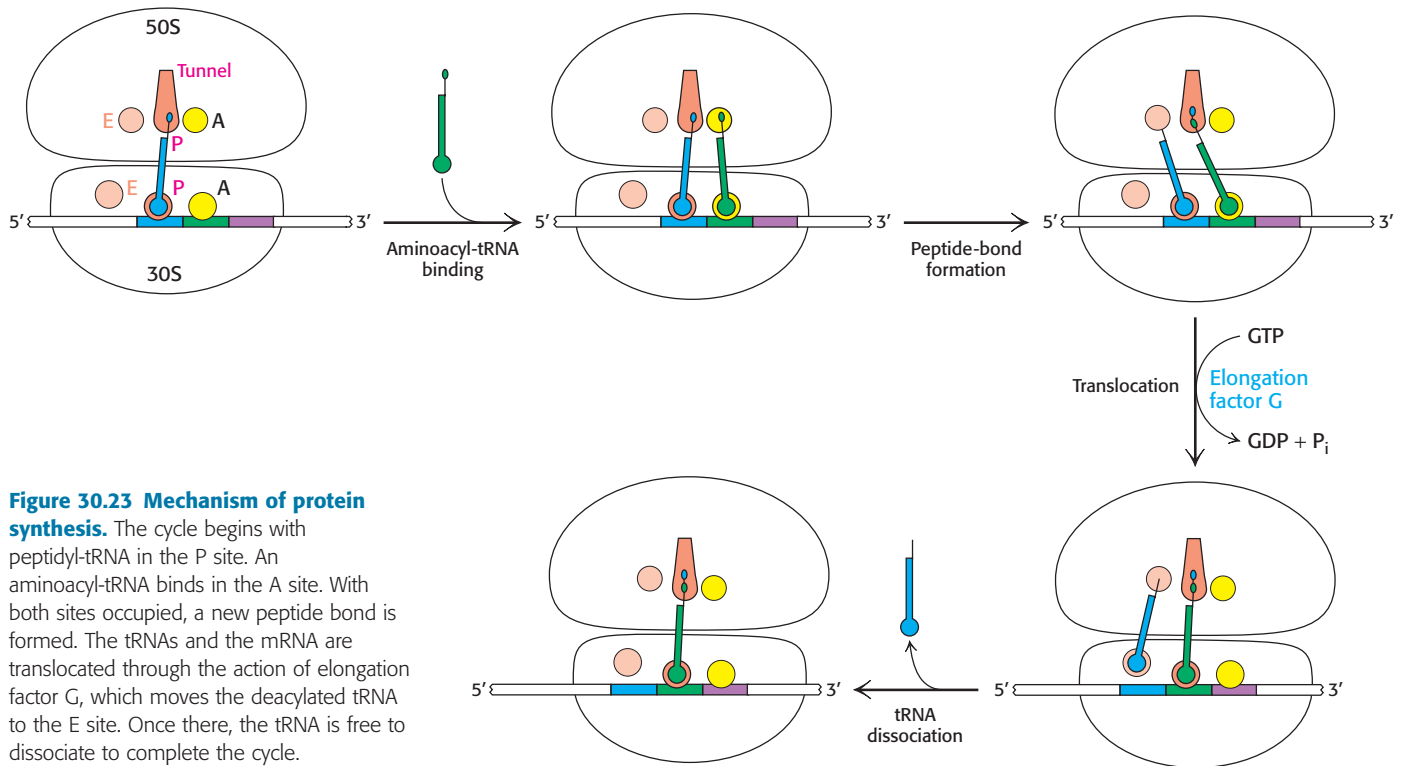 50S
Tunnel
E
A
P
E
P
A
5′
3′
30S
Aminoacyl-tRNA
binding
5′
3′
Peptide-bond
formation
5′
3′
Translocation
GTP
Elongation
factor G
GDP + Pi
5′
3′
tRNA
dissociation
5′
3′
Figure 30.23 Mechanism of protein
synthesis. The cycle begins with
peptidyl-tRNA in the P site. An
aminoacyl-tRNA binds in the A site. With
both sites occupied, a new peptide bond is
formed. The tRNAs and the mRNA are
translocated through the action of elongation
factor G, which moves the deacylated tRNA
to the E site. Once there, the tRNA is free to
dissociate to complete the cycle.